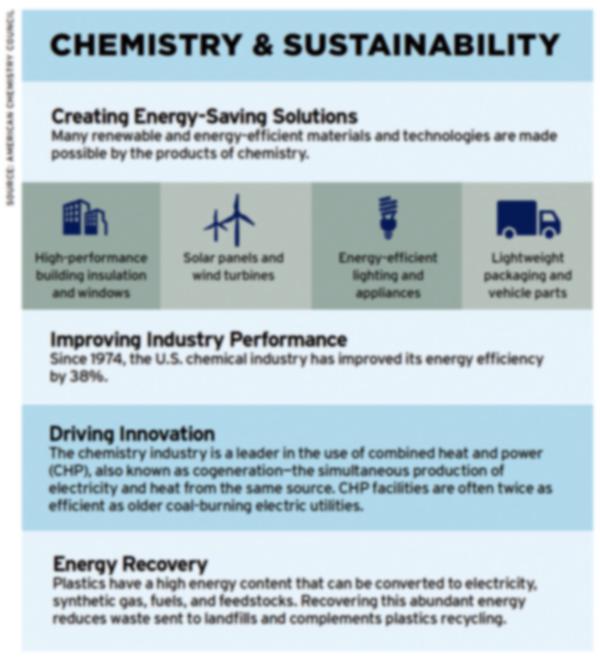 SOURCE: AMERICAN CHEMISTRY COUNCIL
CHEMISTRY & SUSTAINABILITY
Creating Energy-Saving Solutions
Many renewable and energy-efficient materials and technologies are made
possible by the products of chemistry.
High-performance
building insulation
and windows
Solar panels and
wind turbines
Energy-efficient
lighting and
appliances
Lightweight
packaging and
vehicle parts
Improving Industry Performance
Since 1974, the U.S. chemical industry has improved its energy efficiency
by 38%.
Driving Innovation
The chemistry industry is a leader in the use of combined heat and power
(CHP), also known as cogeneration—the simultaneous production of
electricity and heat from the same source. CHP facilities are often twice as
efficient as older coal-burning electric utilities.
Energy Recovery
Plastics have a high energy content that can be converted to electricity,
synthetic gas, fuels, and feedstocks. Recovering this abundant energy
reduces waste sent to landfills and complements plastics recycling.